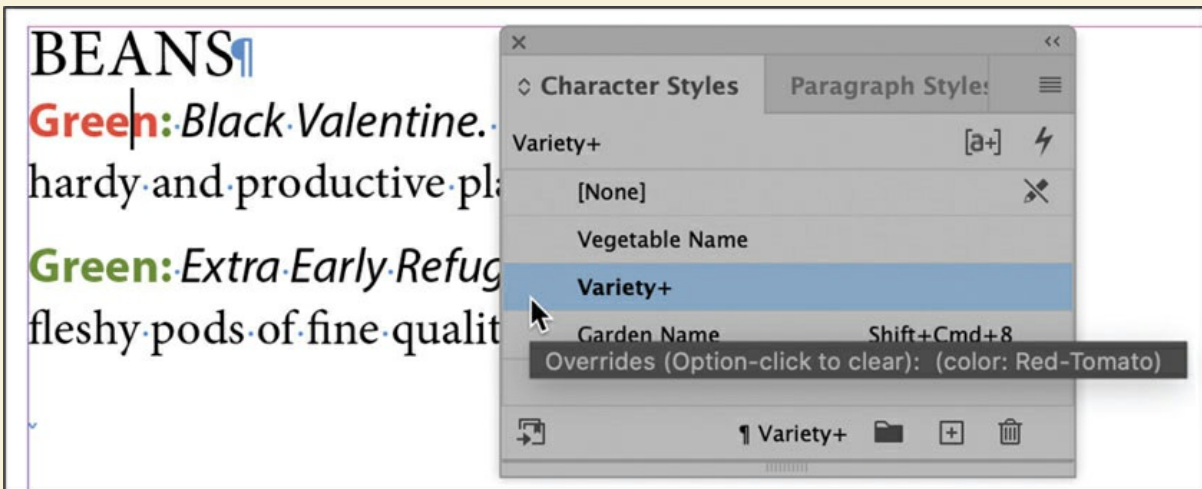 BEANS¶
Green: Black Valentine.
hardy and productive pla
Green: Extra Early Refug
fleshy pods of fine qualit
Character Styles
Paragraph Styles
Variety+
[a+]
[None]
Vegetable Name
Variety+
Garden Name Shift+Cmd+8
Overrides (Option-click to clear): (color: Red-Tomato)
¶ Variety+